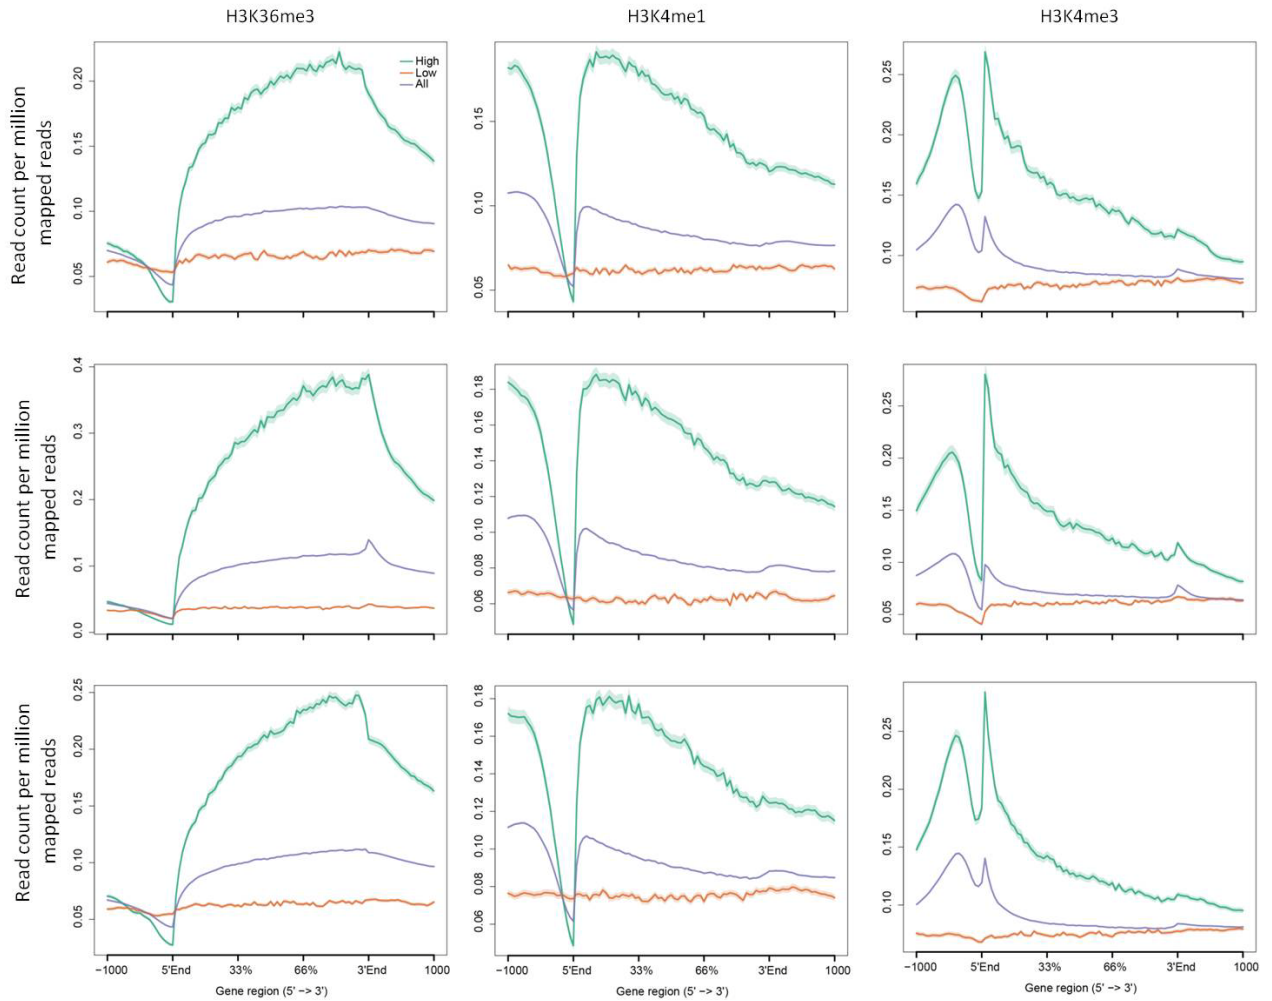 H3K36me3 H3K4me1 H3K4me3
Read count per million
mapped reads
0.20
0.15
0.10
0.05
High
Low
All
0.15
0.10
0.05
0.25
0.20
0.15
0.10
Read count per million
mapped reads
0.4
0.3
0.2
0.1
0.0
0.18
0.16
0.14
0.12
0.10
0.08
0.06
0.25
0.20
0.15
0.10
0.05
Read count per million
mapped reads
0.25
0.20
0.15
0.10
0.05
0.18
0.16
0.14
0.12
0.10
0.08
0.06
0.25
0.20
0.15
0.10
−1000 5'End 33% 66% 3'End 1000
Gene region (5' −> 3')
−1000 5'End 33% 66% 3'End 1000
Gene region (5' −> 3')
−1000 5'End 33% 66% 3'End 1000
Gene region (5' −> 3')